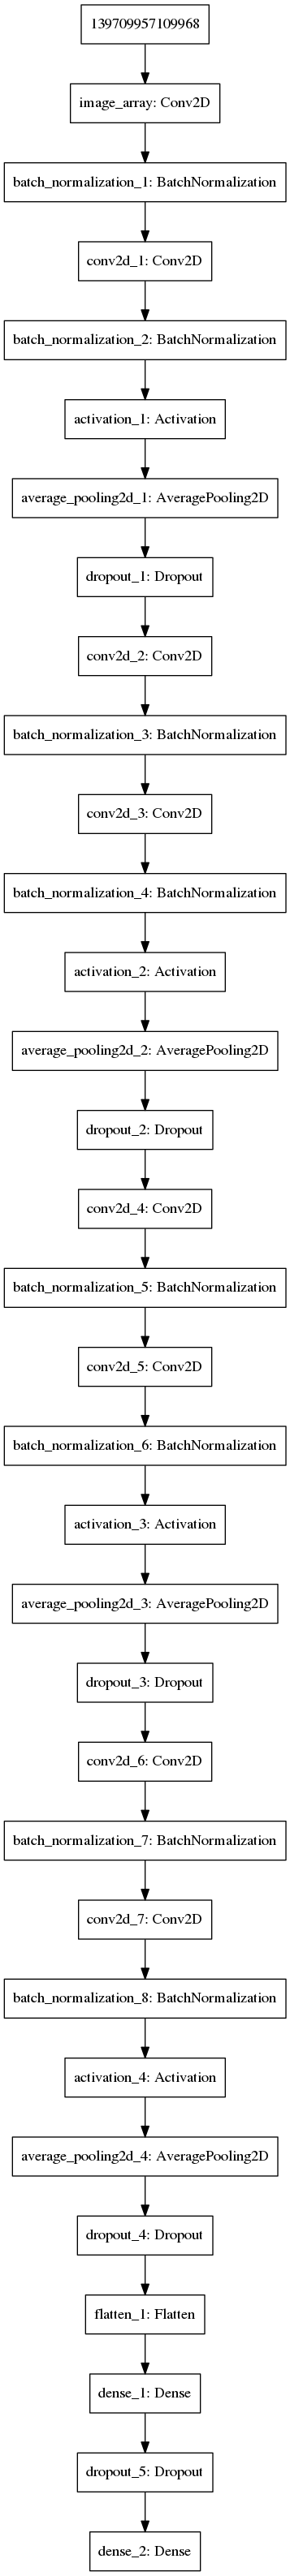 139709957109968
image_array: Conv2D
batch_normalization_1: BatchNormalization
conv2d_1: Conv2D
batch_normalization_2: BatchNormalization
activation_1: Activation
average_pooling2d_1: AveragePooling2D
dropout_1: Dropout
conv2d_2: Conv2D
batch_normalization_3: BatchNormalization
conv2d_3: Conv2D
batch_normalization_4: BatchNormalization
activation_2: Activation
average_pooling2d_2: AveragePooling2D
dropout_2: Dropout
conv2d_4: Conv2D
batch_normalization_5: BatchNormalization
conv2d_5: Conv2D
batch_normalization_6: BatchNormalization
activation_3: Activation
average_pooling2d_3: AveragePooling2D
dropout_3: Dropout
conv2d_6: Conv2D
batch_normalization_7: BatchNormalization
conv2d_7: Conv2D
batch_normalization_8: BatchNormalization
activation_4: Activation
average_pooling2d_4: AveragePooling2D
dropout_4: Dropout
flatten_1: Flatten
dense_1: Dense
dropout_5: Dropout
dense_2: Dense